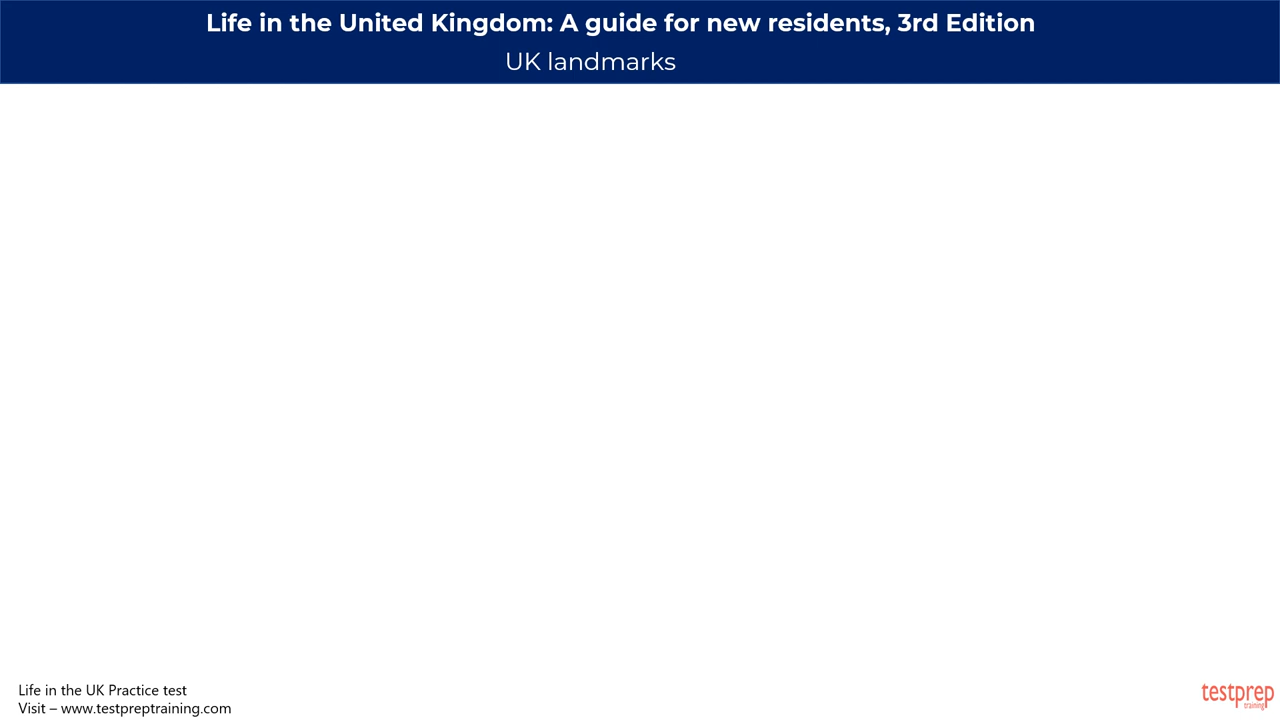 Life in the United Kingdom: A guide for new residents, 3rd Edition
UK landmarks
Life in the UK Practice test
Visit – www.testpreptraining.com
testprep
training